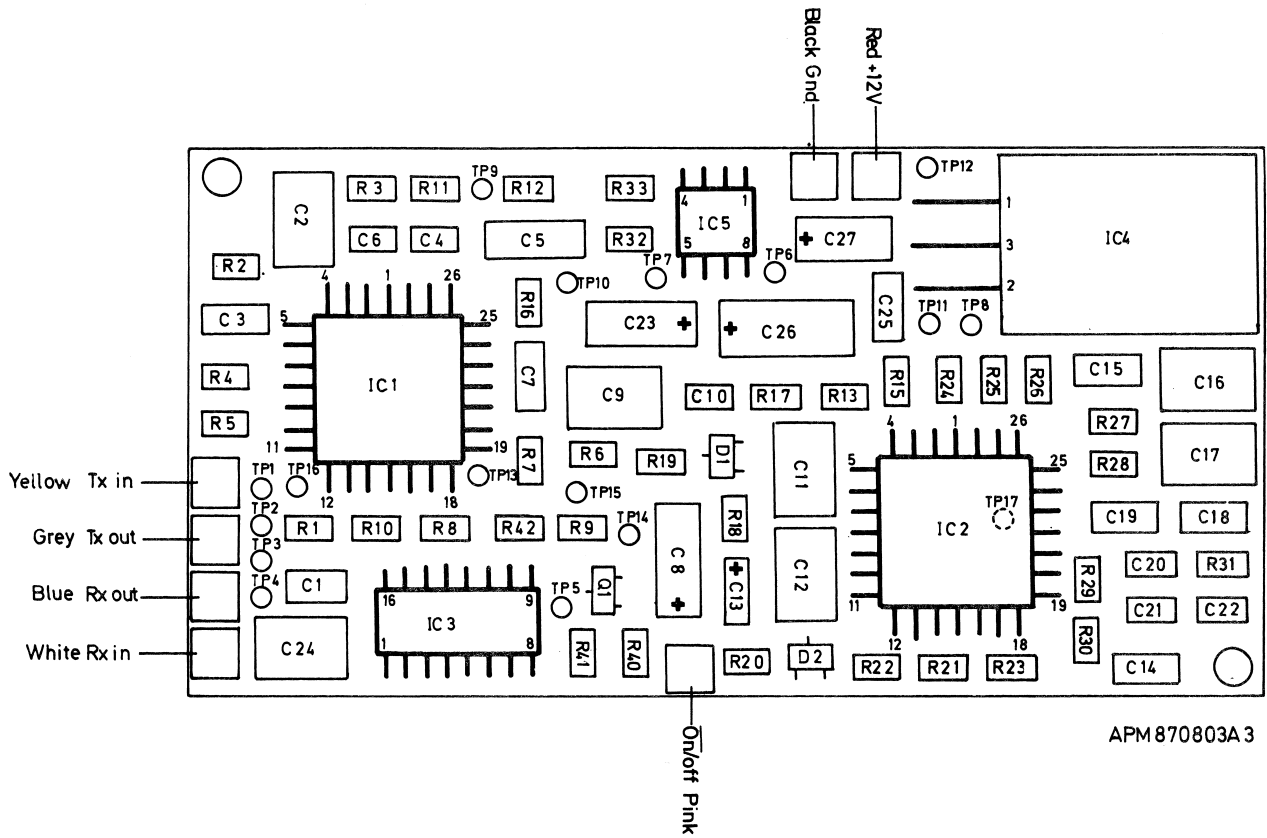 Black Gnd
Red +12V
TP9
TP12
R3
R11
R12
R33
4
1
1
C2
IC5
C6
C4
C5
R32
5
8
C27
+
3
IC4
R2
TP7
TP6
2
4
1
26
TP10
R16
C3
5
25
C23
+
+
C26
C25
TP11
TP8
R4
IC1
C7
C9
C10
R17
R13
R15
R24
R25
R26
C15
C16
R5
4
1
26
R27
11
19
R7
R6
R19
D1
C11
5
25
R28
C17
Yellow Tx in
TP1
TP16
12
18
TP13
TP15
TP17
Grey Tx out
TP2
R1
R10
R8
R42
R9
TP14
C8
+
R18
IC2
C19
C18
TP3
C12
C20
R31
Blue Rx out
TP4
C1
16
9
TP5
Q1
+
C13
11
19
R29
C21
C22
IC3
White Rx in
C24
1
8
R41
R40
R20
D2
12
18
R22
R21
R23
R30
C14
On/off Pink
APM870803A3